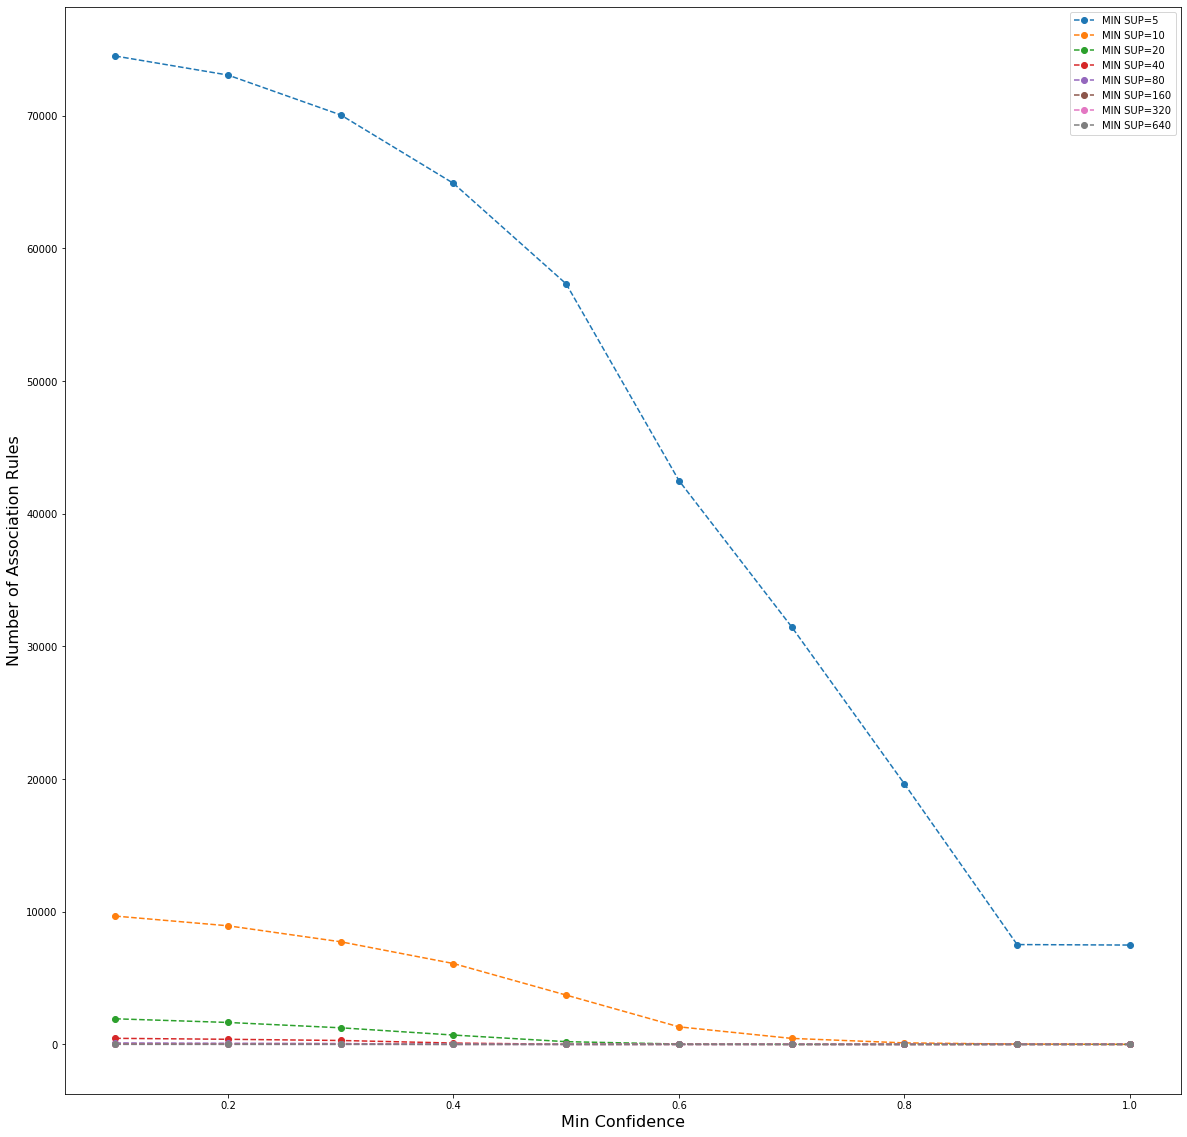 MIN SUP=5
MIN SUP=10
MIN SUP=20
MIN SUP=40
MIN SUP=80
MIN SUP=160
MIN SUP=320
MIN SUP=640
Number of Association Rules
70000
60000
50000
40000
30000
20000
10000
0
0.2 0.4 0.6 0.8 1.0
Min Confidence